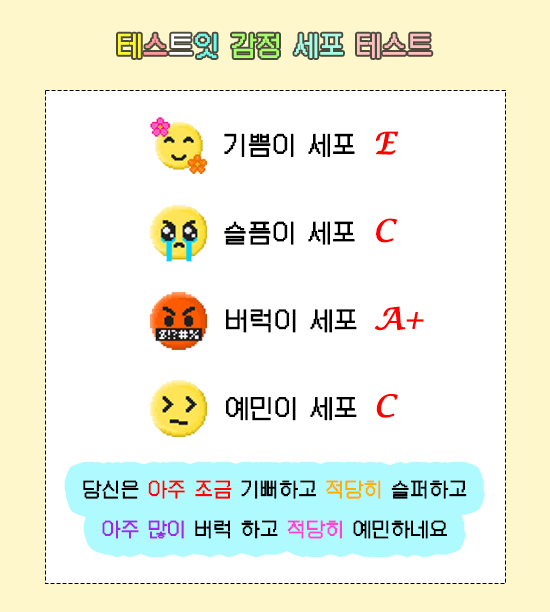 테스트잇 감정 세포 테스트
기쁨이 세포 E
슬픔이 세포 C
버럭이 세포 A+
$!?#%
예민이 세포 C
당신은 아주 조금 기뻐하고 적당히 슬퍼하고
아주 많이 버럭 하고 적당히 예민하네요